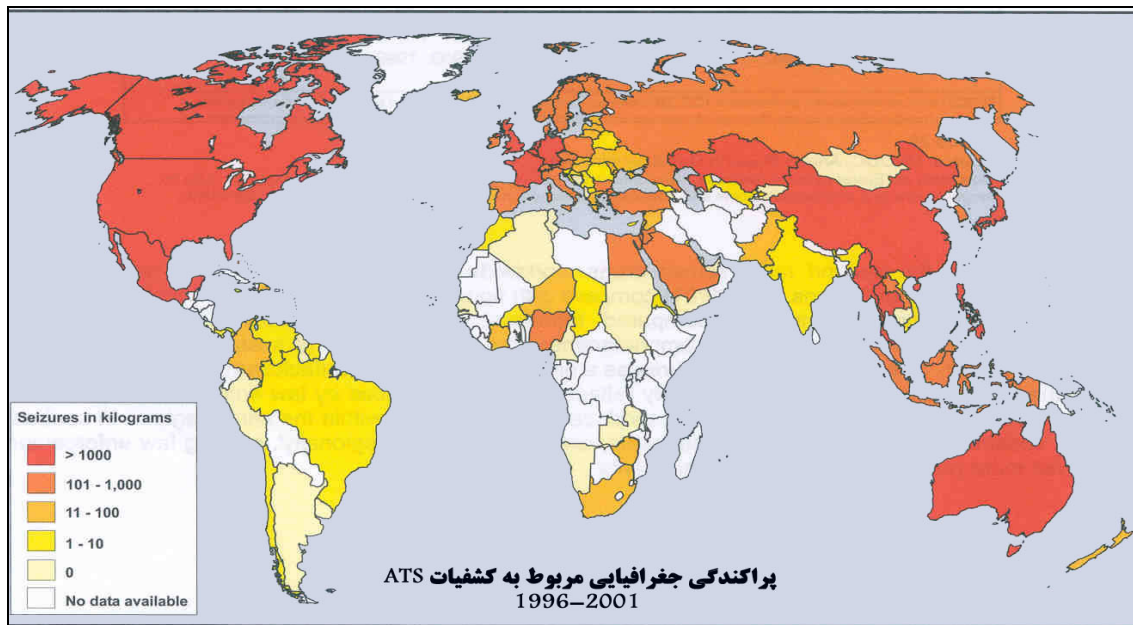 Seizures in kilograms
> 1000
101 - 1,000
11 - 100
1 - 10
0
No data available
پراکندگی جغرافیایی مربوط به کشفیات ATS
1996–2001